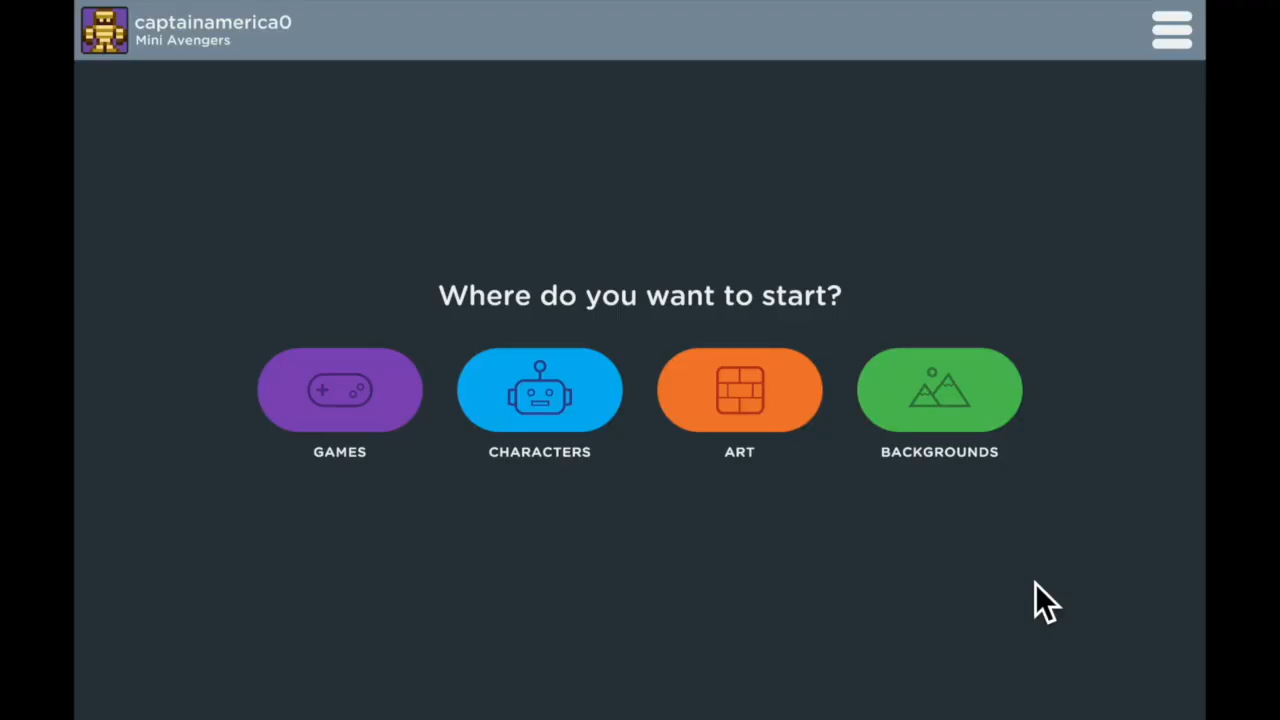 captainamerica0
Mini Avengers
Where do you want to start?
GAMES
CHARACTERS
ART
BACKGROUNDS